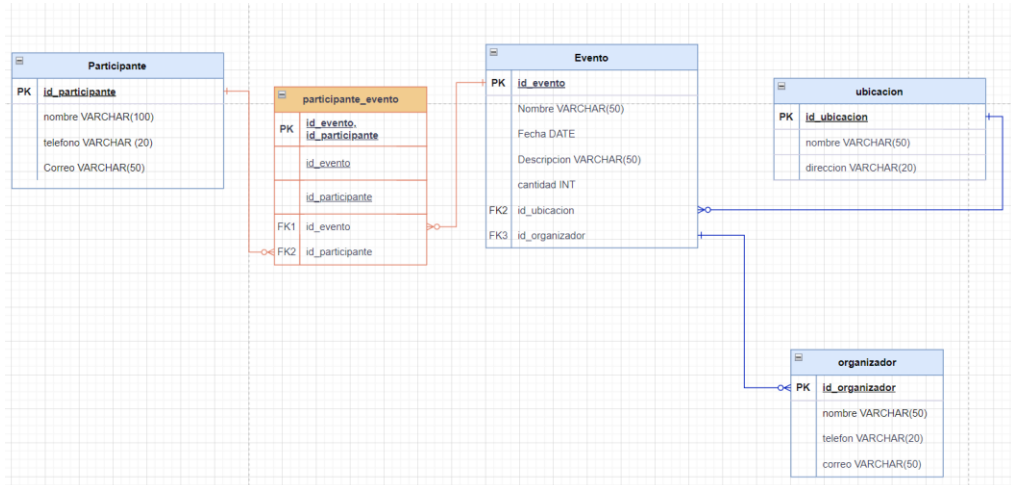 Participante
PK id_participante
nombre VARCHAR(100)
telefono VARCHAR (20)
Correo VARCHAR(50)
participante_evento
PK id_evento,
id_participante
id_evento
id_participante
FK1 id_evento
FK2 id_participante
Evento
PK id_evento
Nombre VARCHAR(50)
Fecha DATE
Descripcion VARCHAR(50)
cantidad INT
FK2 id_ubicacion
FK3 id_organizador
ubicacion
PK id_ubicacion
nombre VARCHAR(50)
direccion VARCHAR(20)
organizador
PK id_organizador
nombre VARCHAR(50)
telefon VARCHAR(20)
correo VARCHAR(50)